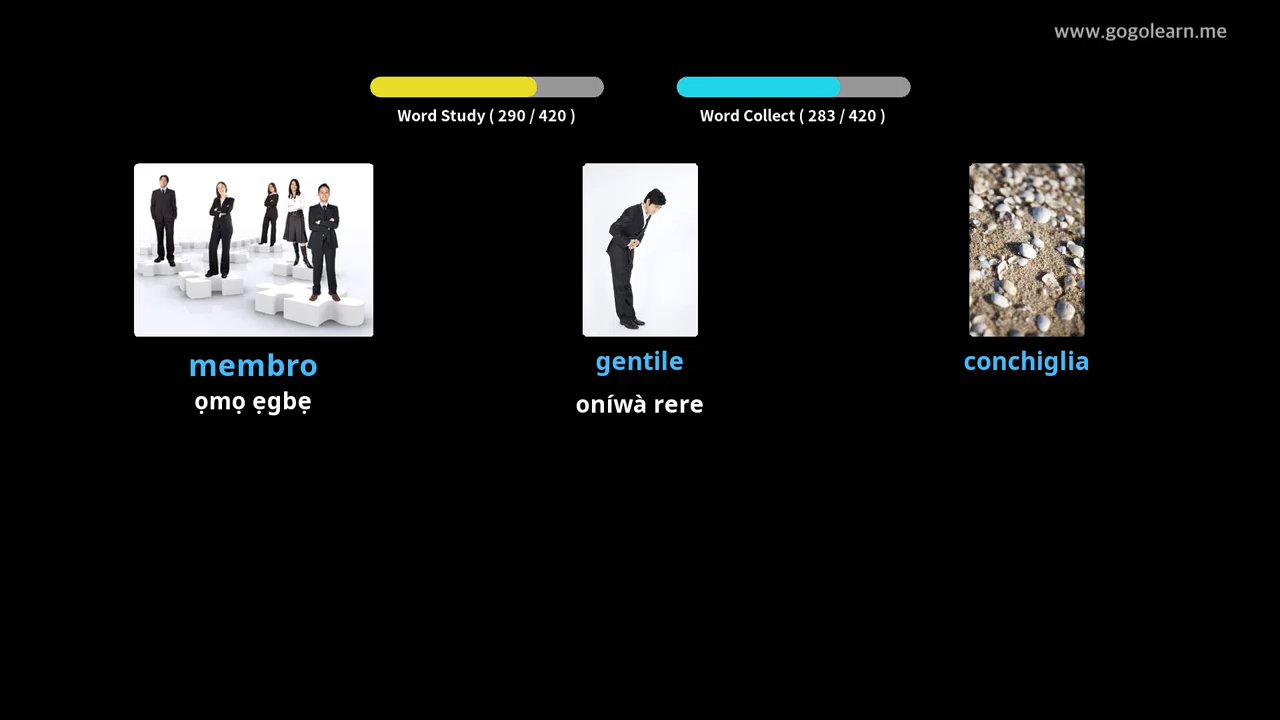 www.gogolearn.me
Word Study ( 290 / 420 )
Word Collect ( 283 / 420 )
membro
ọmọ ẹgbẹ
gentile
oníwà rere
conchiglia